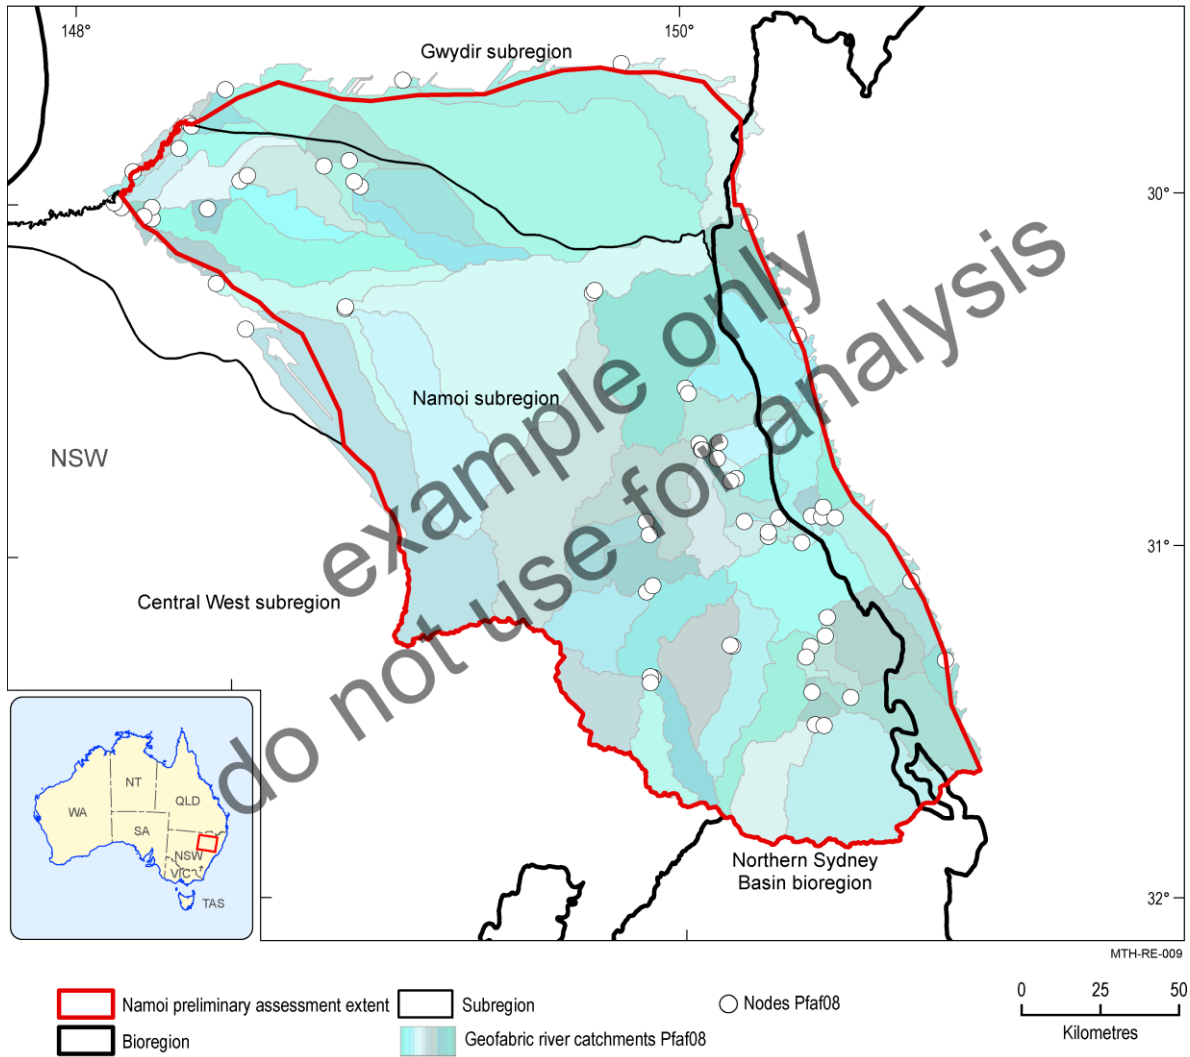 148°
150°
Gwydir subregion
30°
example only
do not use for analysis
Namoi subregion
NSW
31°
Central West subregion
NT
QLD
WA
SA
NSW
VIC
TAS
Northern Sydney
Basin bioregion
32°
MTH-RE-009
Namoi preliminary assessment extent
Subregion
Nodes Pfaf08
0 25 50
Kilometres
Bioregion
Geofabric river catchments Pfaf08